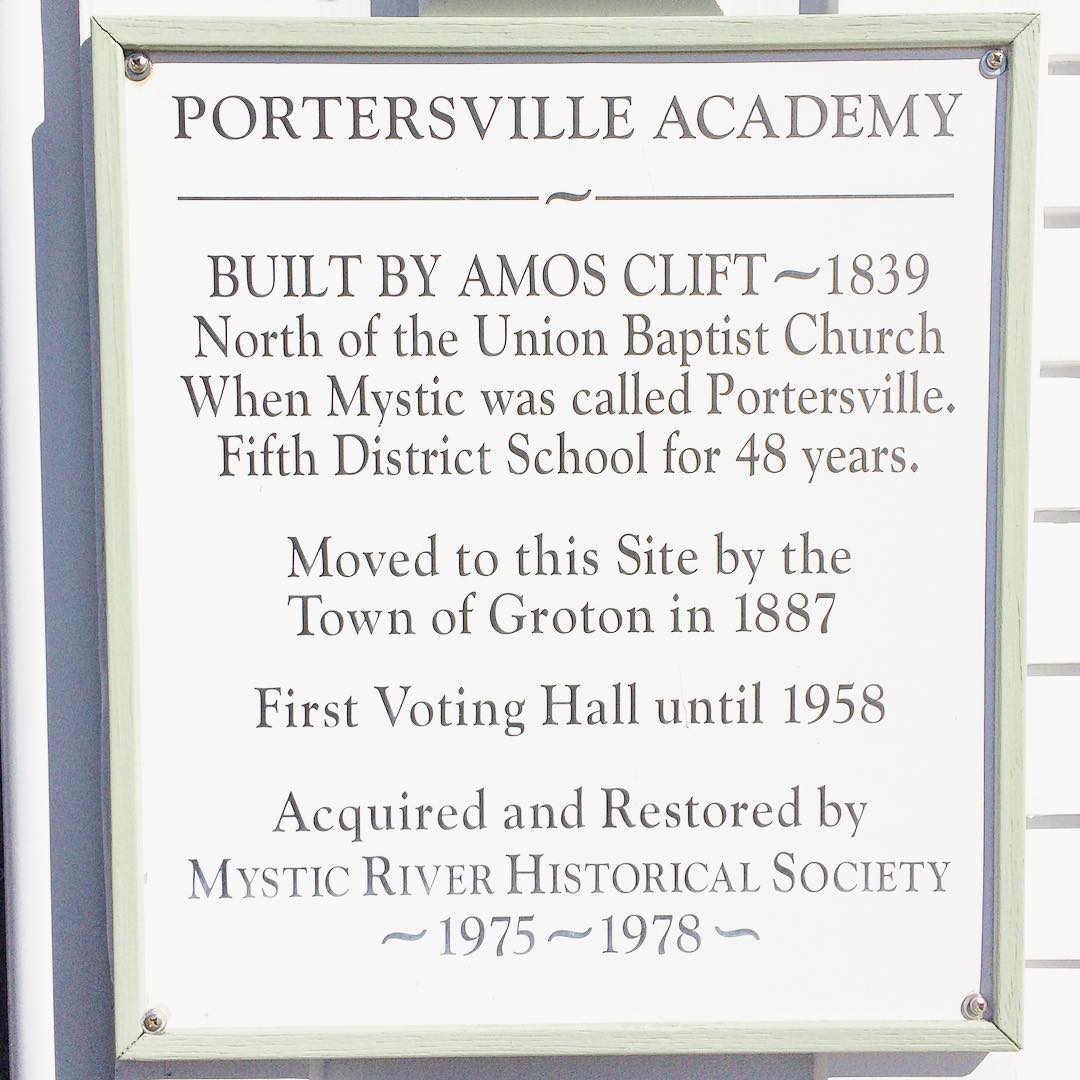 PORTERSVILLE ACADEMY
~
BUILT BY AMOS CLIFT ~ 1839
North of the Union Baptist Church
When Mystic was called Portersville.
Fifth District School for 48 years.
Moved to this Site by the
Town of Groton in 1887
First Voting Hall until 1958
Acquired and Restored by
MYSTIC RIVER HISTORICAL SOCIETY
~ 1975 ~ 1978 ~